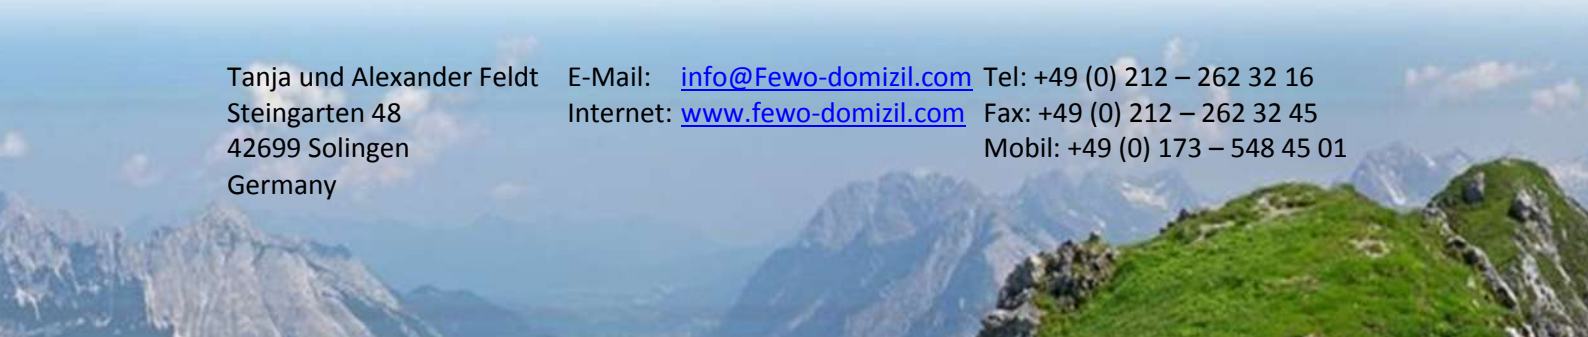 Tanja und Alexander Feldt E-Mail: info@Fewo-domizil.com Tel: +49 (0) 212 – 262 32 16
Steingarten 48 Internet: www.fewo-domizil.com Fax: +49 (0) 212 – 262 32 45
42699 Solingen Mobil: +49 (0) 173 – 548 45 01
Germany